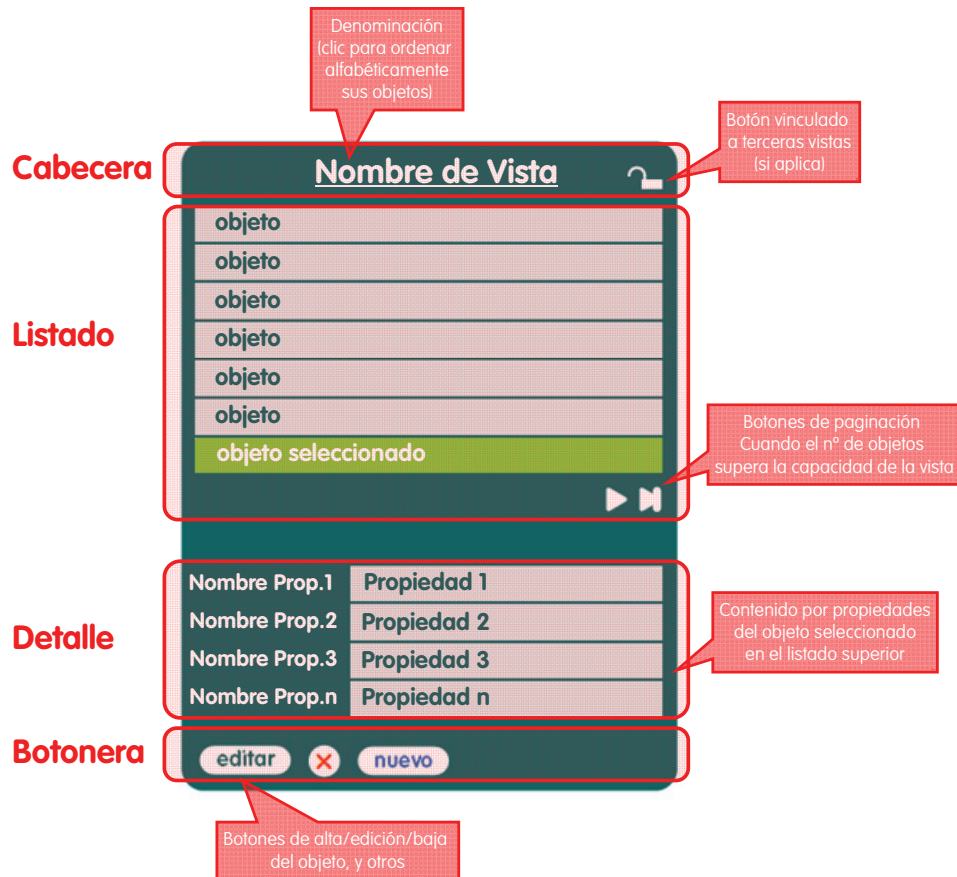 Denominación
(clic para ordenar
alfabéticamente
sus objetos)
Botón vinculado
a terceras vistas
(si aplica)
Cabecera
Nombre de Vista
Listado
objeto
objeto
objeto
objeto
objeto
objeto
objeto seleccionado
Botones de paginación
Cuando el nº de objetos
supera la capacidad de la vista
Detalle
Nombre Prop.1 Propiedad 1
Nombre Prop.2 Propiedad 2
Nombre Prop.3 Propiedad 3
Nombre Prop.n Propiedad n
Contenido por propiedades
del objeto seleccionado
en el listado superior
Botonera
editar nuevo
Botones de alta/edición/baja
del objeto, y otros